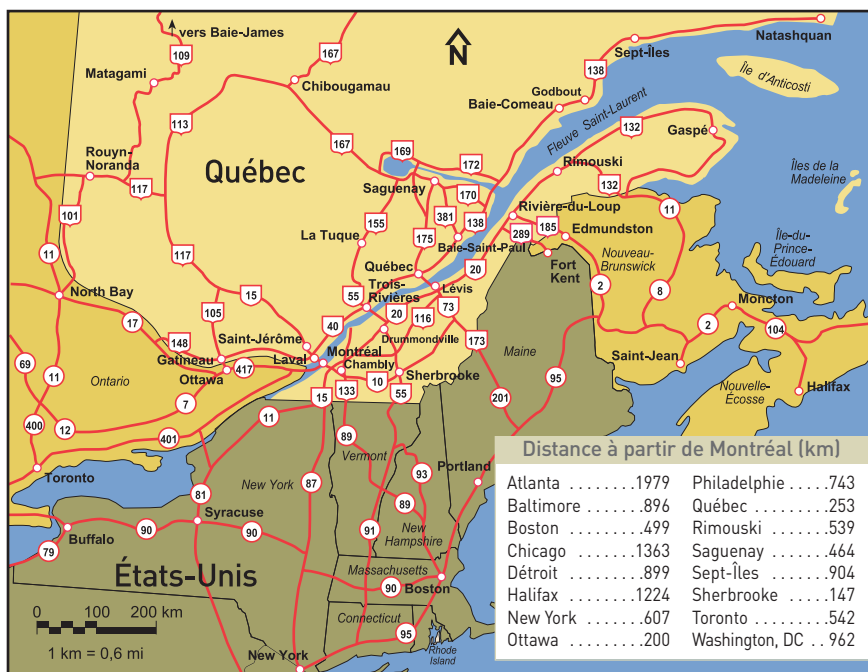 vers Baie-James
N
Natashquan
109
167
Sept-Îles
Matagami
Chibougamau
138
Godbout
Île d'Anticosti
Baie-Comeau
113
Fleuve Saint-Laurent
132
Gaspé
167
169
172
Rouyn-
Noranda
Québec
Rimouski
Îles de la
Madeleine
117
Saguenay
170
132
101
155
381
138
Rivière-du-Loup
11
La Tuque
175
Baie-Saint-Paul
289
185
Edmundston
Île-du-
Prince-
Édouard
11
117
Québec
20
Fort
Kent
Nouveau-
Brunswick
15
Trois-
Rivières
Lévis
2
8
Moncton
North Bay
55
105
40
20
116
73
2
104
17
148
Saint-Jérôme
Drummondville
173
Gatineau
Laval
Montréal
Maine
Saint-Jean
Ottawa
417
Chambly
Sherbrooke
69
11
Ontario
10
95
Nouvelle-
Écosse
Halifax
7
15
133
55
201
12
11
400
401
89
Vermont
Portland
93
Toronto
81
New York
87
89
Syracuse
New
Hampshire
Buffalo
90
90
91
79
Massachusetts
États-Unis
90
Boston
0 100 200 km
Connecticut
95
1 km = 0,6 mi
Rhode
Island
New York
Distance à partir de Montréal (km)
Atlanta . . . . . . . .1979 Philadelphie . . . . .743
Baltimore . . . . . . .896 Québec . . . . . . . . .253
Boston . . . . . . . . .499 Rimouski . . . . . . .539
Chicago . . . . . . . .1363 Saguenay . . . . . . .464
Détroit . . . . . . . . .899 Sept-Îles . . . . . . . .904
Halifax . . . . . . . .1224 Sherbrooke . . . . . .147
New York . . . . . . .607 Toronto . . . . . . . . .542
Ottawa . . . . . . . . .200 Washington, DC . . 962